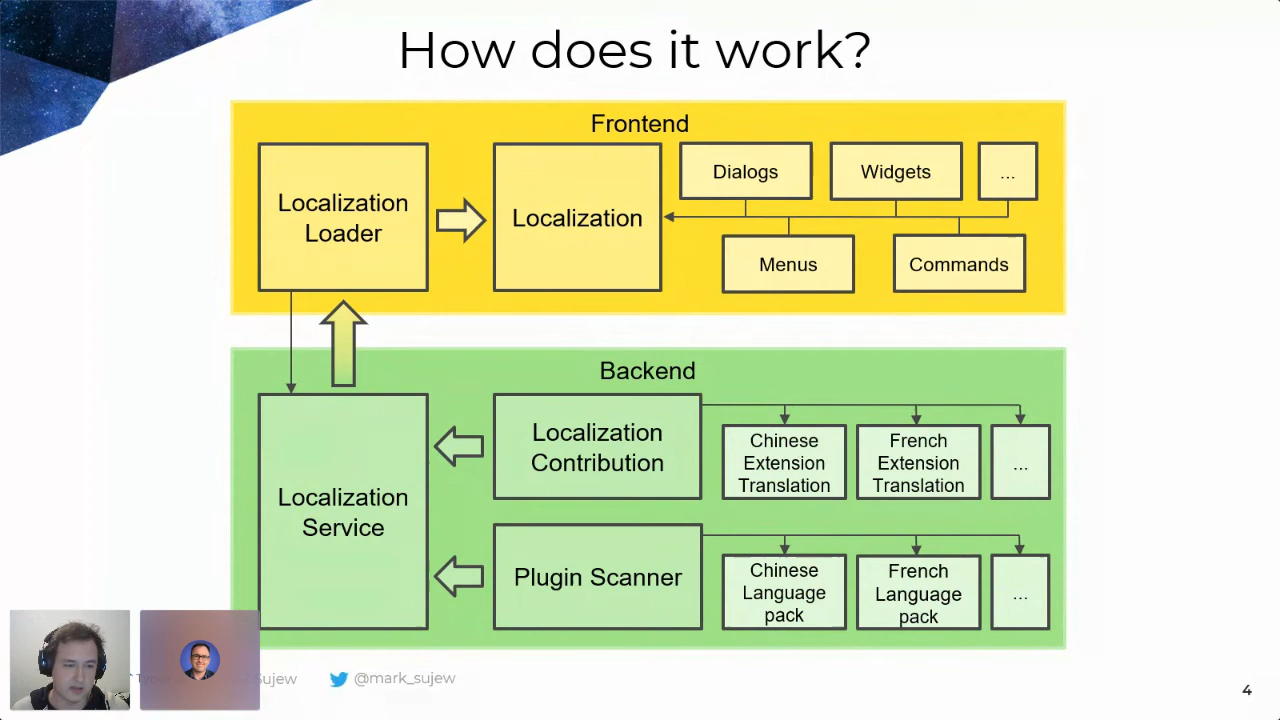 How does it work?
Frontend
Localization
Loader
Localization
Dialogs
Widgets
...
Menus
Commands
Backend
Localization
Service
Localization
Contribution
Chinese
Extension
Translation
French
Extension
Translation
...
Plugin Scanner
Chinese
Language
pack
French
Language
pack
...
Sujew
@mark_sujew
4